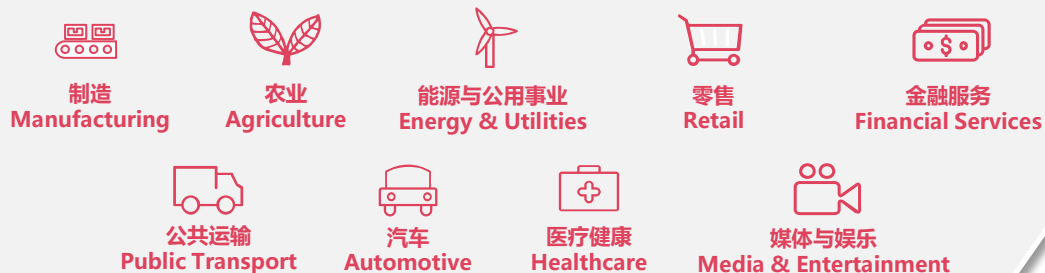 制造 农业 能源与公用事业 零售 金融服务
Manufacturing Agriculture Energy & Utilities Retail Financial Services
公共运输 汽车 医疗健康 媒体与娱乐
Public Transport Automotive Healthcare Media & Entertainment